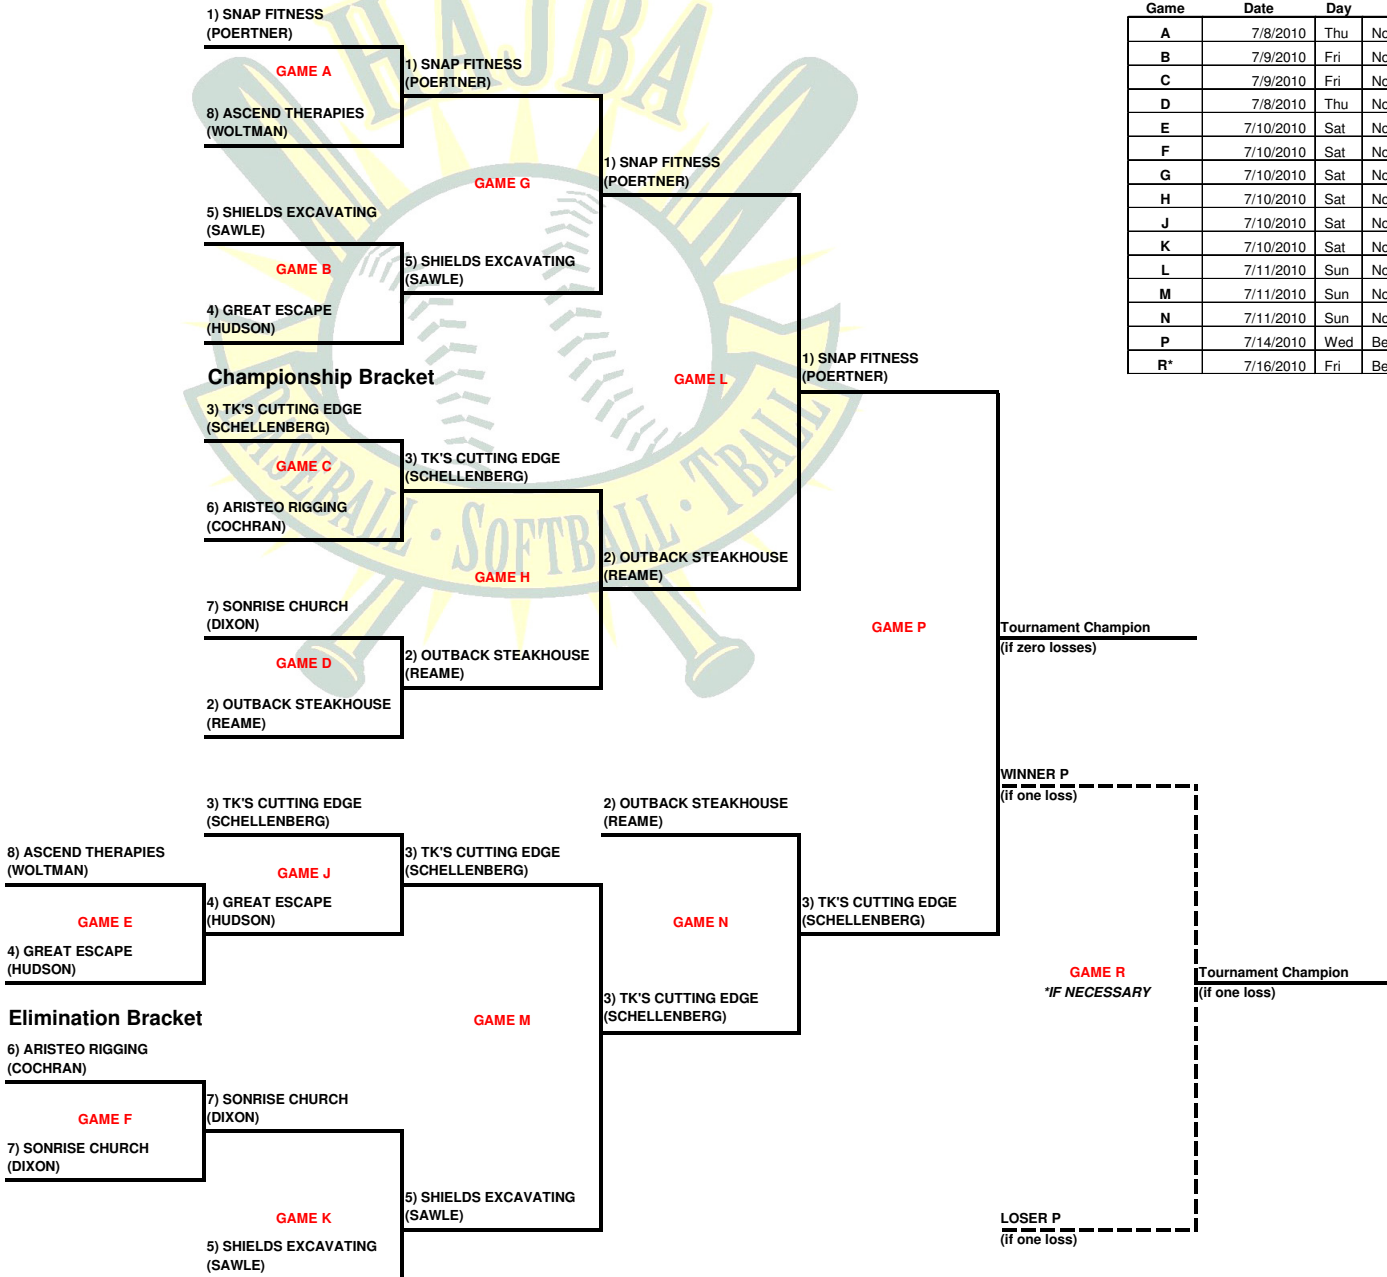 HAJBA
BASEBALL · SOFTBALL · TBALL
1) SNAP FITNESS
(POERTNER)
GAME A
8) ASCEND THERAPIES
(WOLTMAN)
1) SNAP FITNESS
(POERTNER)
GAME G
5) SHIELDS EXCAVATING
(SAWLE)
GAME B
4) GREAT ESCAPE
(HUDSON)
5) SHIELDS EXCAVATING
(SAWLE)
1) SNAP FITNESS
(POERTNER)
Championship Bracket
GAME L
3) TK'S CUTTING EDGE
(SCHELLENBERG)
GAME C
6) ARISTEO RIGGING
(COCHRAN)
3) TK'S CUTTING EDGE
(SCHELLENBERG)
GAME H
7) SONRISE CHURCH
(DIXON)
GAME D
2) OUTBACK STEAKHOUSE
(REAME)
2) OUTBACK STEAKHOUSE
(REAME)
2) OUTBACK STEAKHOUSE
(REAME)
1) SNAP FITNESS
(POERTNER)
GAME P
Tournament Champion
(if zero losses)
Game Date Day
A 7/8/2010 Thu
B 7/9/2010 Fri
C 7/9/2010 Fri
D 7/8/2010 Thu
E 7/10/2010 Sat
F 7/10/2010 Sat
G 7/10/2010 Sat
H 7/10/2010 Sat
J 7/10/2010 Sat
K 7/10/2010 Sat
L 7/11/2010 Sun
M 7/11/2010 Sun
N 7/11/2010 Sun
P 7/14/2010 Wed
R* 7/16/2010 Fri
8) ASCEND THERAPIES
(WOLTMAN)
GAME E
4) GREAT ESCAPE
(HUDSON)
3) TK'S CUTTING EDGE
(SCHELLENBERG)
GAME J
4) GREAT ESCAPE
(HUDSON)
3) TK'S CUTTING EDGE
(SCHELLENBERG)
Elimination Bracket
GAME M
6) ARISTEO RIGGING
(COCHRAN)
GAME F
7) SONRISE CHURCH
(DIXON)
7) SONRISE CHURCH
(DIXON)
GAME K
5) SHIELDS EXCAVATING
(SAWLE)
5) SHIELDS EXCAVATING
(SAWLE)
2) OUTBACK STEAKHOUSE
(REAME)
GAME N
3) TK'S CUTTING EDGE
(SCHELLENBERG)
3) TK'S CUTTING EDGE
(SCHELLENBERG)
WINNER P
(if one loss)
GAME R
*IF NECESSARY
LOSER P
(if one loss)
Tournament Champion
(if one loss)